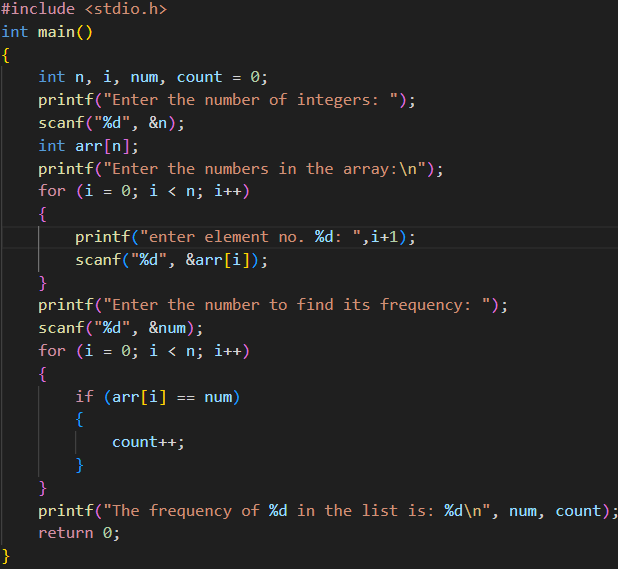 #include <stdio.h>
int main()
{
    int n, i, num, count = 0;
    printf("Enter the number of integers: ");
    scanf("%d", &n);
    int arr[n];
    printf("Enter the numbers in the array:\n");
    for (i = 0; i < n; i++)
    {
        printf("enter element no. %d: ",i+1);
        scanf("%d", &arr[i]);
    }
    printf("Enter the number to find its frequency: ");
    scanf("%d", &num);
    for (i = 0; i < n; i++)
    {
        if (arr[i] == num)
        {
            count++;
        }
    }
    printf("The frequency of %d in the list is: %d\n", num, count);
    return 0;
}